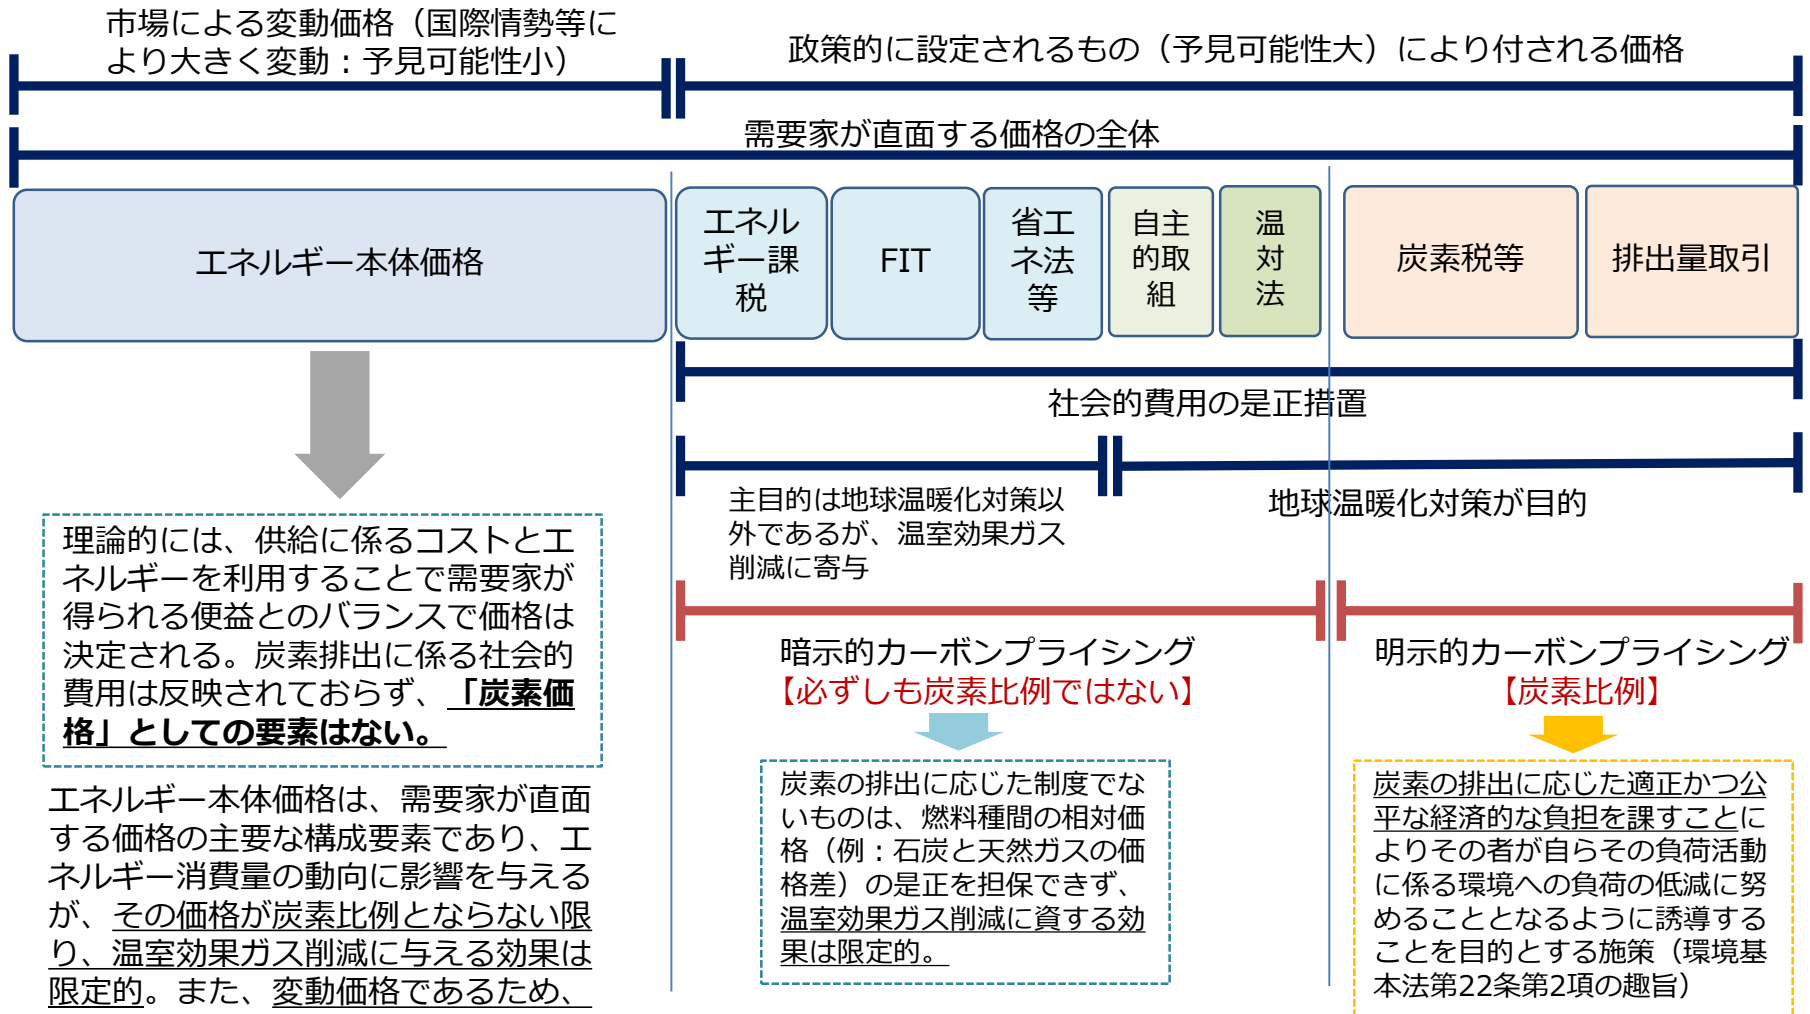 市場による変動価格（国際情勢等に
より大きく変動：予見可能性小）
政策的に設定されるもの（予見可能性大）により付される価格
需要家が直面する価格の全体
エネルギー本体価格
エネル
ギー課
税
FIT
省エ
ネ法
等
自主
的取
組
温
対
法
炭素税等
排出量取引
社会的費用の是正措置
主目的は地球温暖化対策以
外であるが、温室効果ガス
削減に寄与
地球温暖化対策が目的
理論的には、供給に係るコストとエ
ネルギーを利用することで需要家が
得られる便益とのバランスで価格は
決定される。炭素排出に係る社会的
費用は反映されておらず、「炭素価
格」としての要素はない。
エネルギー本体価格は、需要家が直面
する価格の主要な構成要素であり、エ
ネルギー消費量の動向に影響を与える
が、その価格が炭素比例とならない限
り、温室効果ガス削減に与える効果は
限定的。また、変動価格であるため、
暗示的カーボンプライシング
【必ずしも炭素比例ではない】
炭素の排出に応じた制度でな
いものは、燃料種間の相対価
格（例：石炭と天然ガスの価
格差）の是正を担保できず、
温室効果ガス削減に資する効
果は限定的。
明示的カーボンプライシング
【炭素比例】
炭素の排出に応じた適正かつ公
平な経済的な負担を課すことに
よりその者が自らその負荷活動
に係る環境への負荷の低減に努
めることとなるように誘導する
ことを目的とする施策（環境基
本法第22条第2項の趣旨）